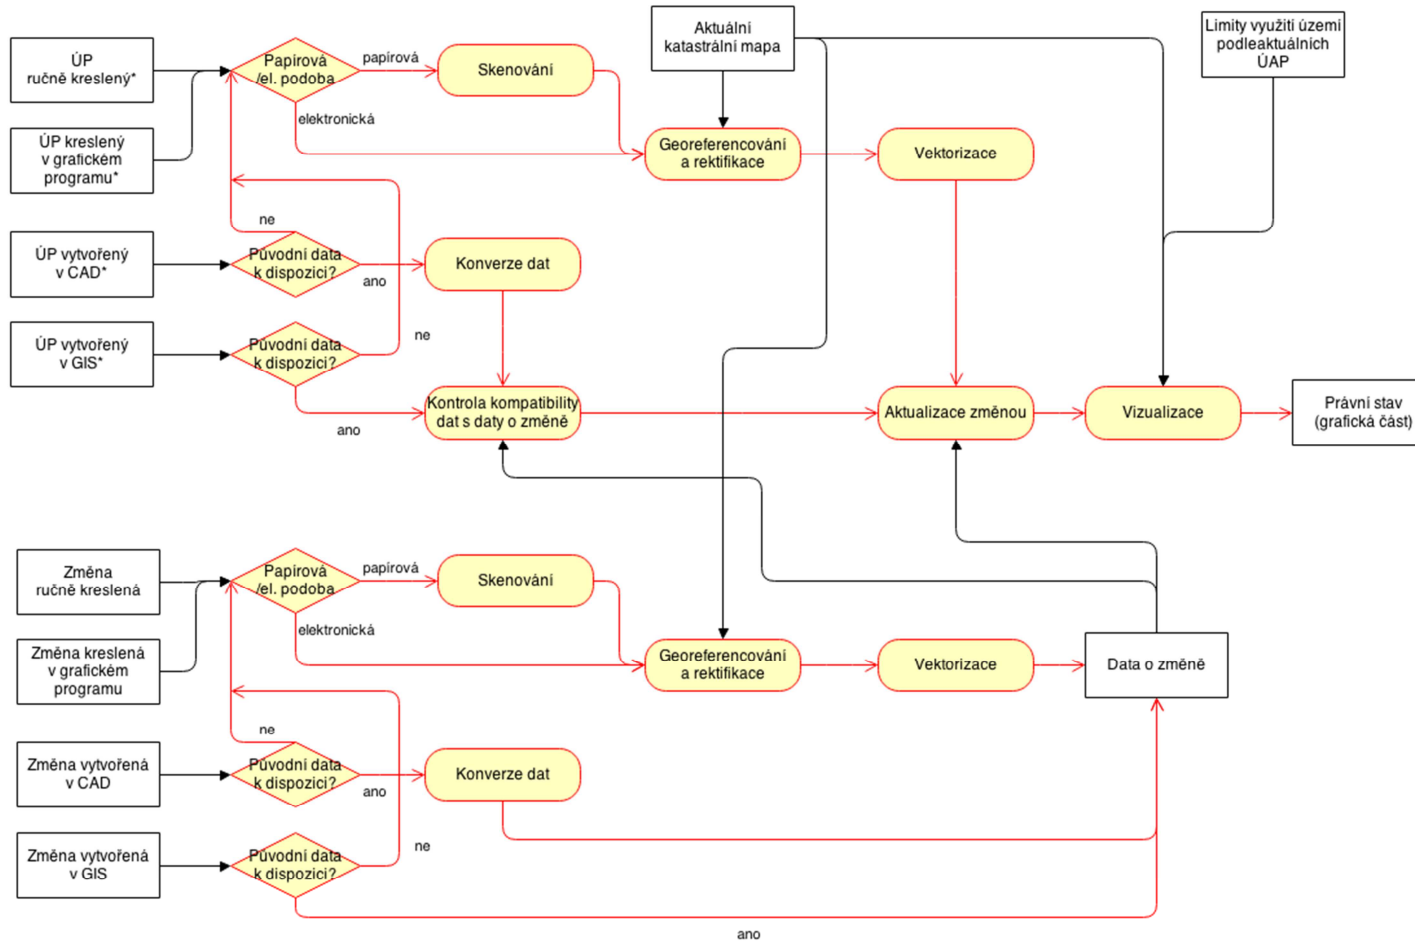 ÚP
ručně kreslený*
Papírová
/el. podoba
papírová
Skenování
Aktuální
katastrální mapa
Limity využití území
podleaktuálních
ÚAP
elektronická
ÚP kreslený
v grafickém
programu*
Georeferencování
a rektifikace
Vektorizace
ne
ÚP vytvořený
v CAD*
Původní data
k dispozici?
ano
Konverze dat
ÚP vytvořený
v GIS*
Původní data
k dispozici?
ne
ano
Kontrola kompatibility
dat s daty o změně
Aktualizace změnou
Vizualizace
Právní stav
(grafická část)
Změna
ručně kreslená
Papírová
/el. podoba
papírová
Skenování
elektronická
Změna kreslená
v grafickém
programu
Georeferencování
a rektifikace
Vektorizace
Data o změně
ne
Změna vytvořená
v CAD
Původní data
k dispozici?
ano
Konverze dat
Změna vytvořená
v GIS
Původní data
k dispozici?
ne
ano